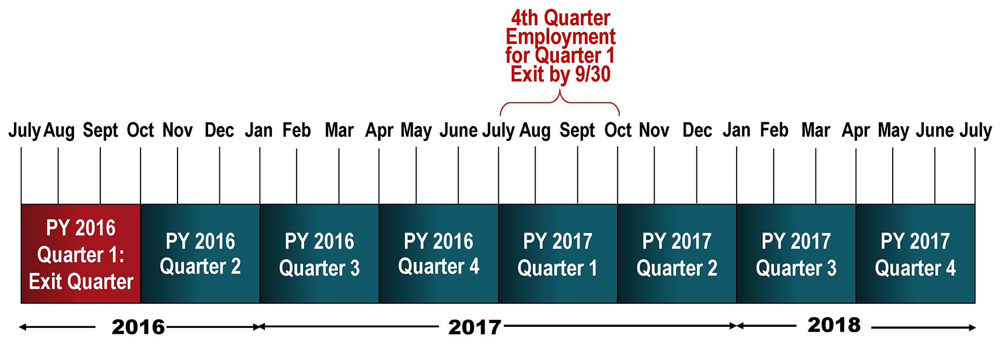 4th Quarter
Employment
for Quarter 1
Exit by 9/30
July Aug Sept Oct Nov Dec Jan Feb Mar Apr May June July Aug Sept Oct Nov Dec Jan Feb Mar Apr May June July
PY 2016
Quarter 1:
Exit Quarter
PY 2016
Quarter 2
PY 2016
Quarter 3
PY 2016
Quarter 4
PY 2017
Quarter 1
PY 2017
Quarter 2
PY 2017
Quarter 3
PY 2017
Quarter 4
2016 2017 2018